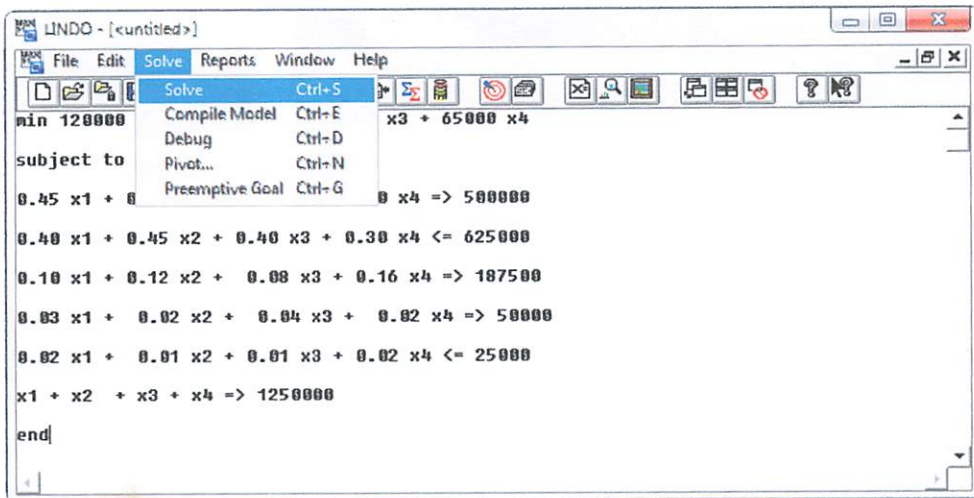 LINDO - [<untitled>]
File Edit Solve Reports Window Help
Solve Ctrl+S
Compile Model Ctrl+E
Debug Ctrl+D
Pivot... Ctrl+N
Preemptive Goal Ctrl+G
min 120000 x3 + 65000 x4
subject to
0.45 x1 + x4 => 500000
0.40 x1 + 0.45 x2 + 0.40 x3 + 0.30 x4 <= 625000
0.10 x1 + 0.12 x2 + 0.08 x3 + 0.16 x4 => 187500
0.03 x1 + 0.02 x2 + 0.04 x3 + 0.02 x4 => 50000
0.02 x1 + 0.01 x2 + 0.01 x3 + 0.02 x4 <= 25000
x1 + x2 + x3 + x4 => 1250000
end